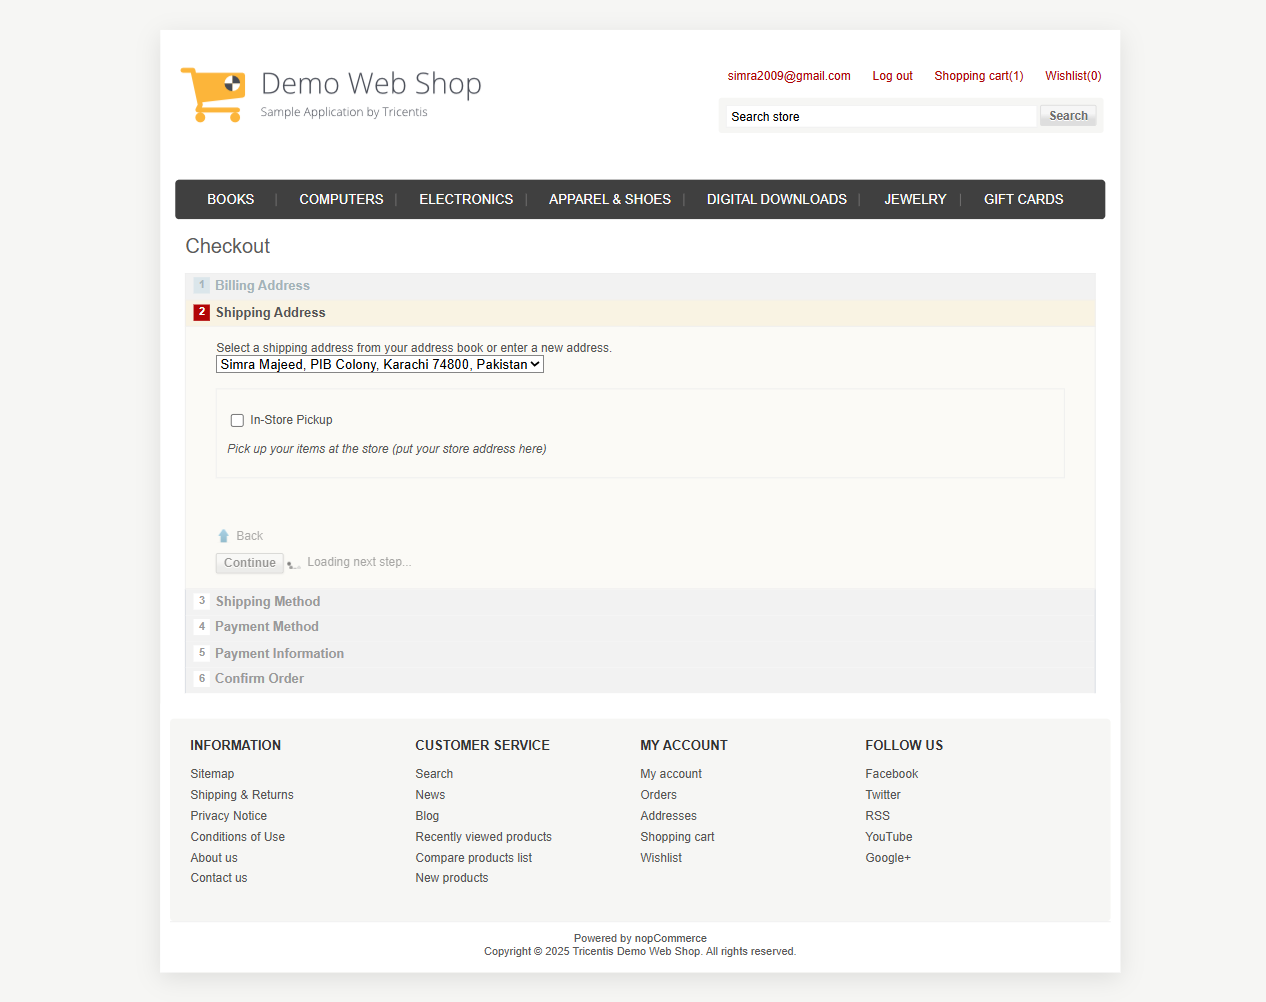 Demo Web Shop
Sample Application by Tricentis
simra2009@gmail.com Log out Shopping cart(1) Wishlist(0)
Search store Search
BOOKS COMPUTERS ELECTRONICS APPAREL & SHOES DIGITAL DOWNLOADS JEWELRY GIFT CARDS
Checkout
1 Billing Address
2 Shipping Address
Select a shipping address from your address book or enter a new address.
Simra Majeed, PIB Colony, Karachi 74800, Pakistan
In-Store Pickup
Pick up your items at the store (put your store address here)
Back
Continue Loading next step...
3 Shipping Method
4 Payment Method
5 Payment Information
6 Confirm Order
INFORMATION
Sitemap
Shipping & Returns
Privacy Notice
Conditions of Use
About us
Contact us
CUSTOMER SERVICE
Search
News
Blog
Recently viewed products
Compare products list
New products
MY ACCOUNT
My account
Orders
Addresses
Shopping cart
Wishlist
FOLLOW US
Facebook
Twitter
RSS
YouTube
Google+
Powered by nopCommerce
Copyright © 2025 Tricentis Demo Web Shop. All rights reserved.